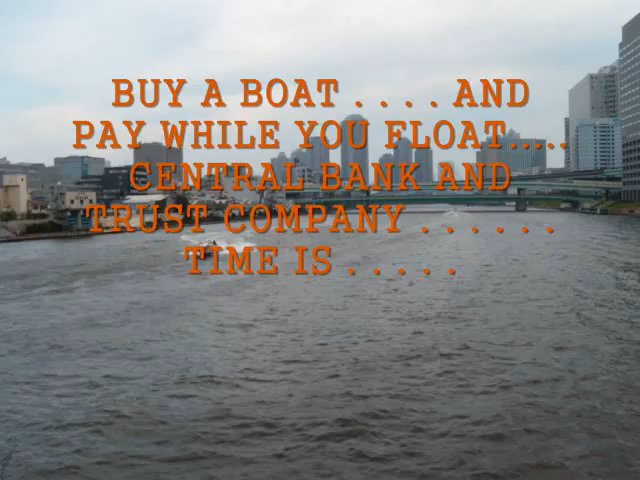 BUY A BOAT . . . . AND
PAY WHILE YOU FLOAT.....
CENTRAL BANK AND
TRUST COMPANY . . . . . .
TIME IS . . . . .